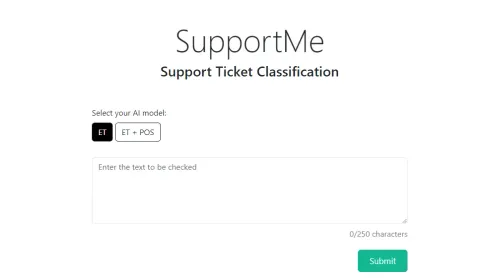 SupportMe
Support Ticket Classification
Select your AI model:
ET ET + POS
Enter the text to be checked
0/250 characters
Submit